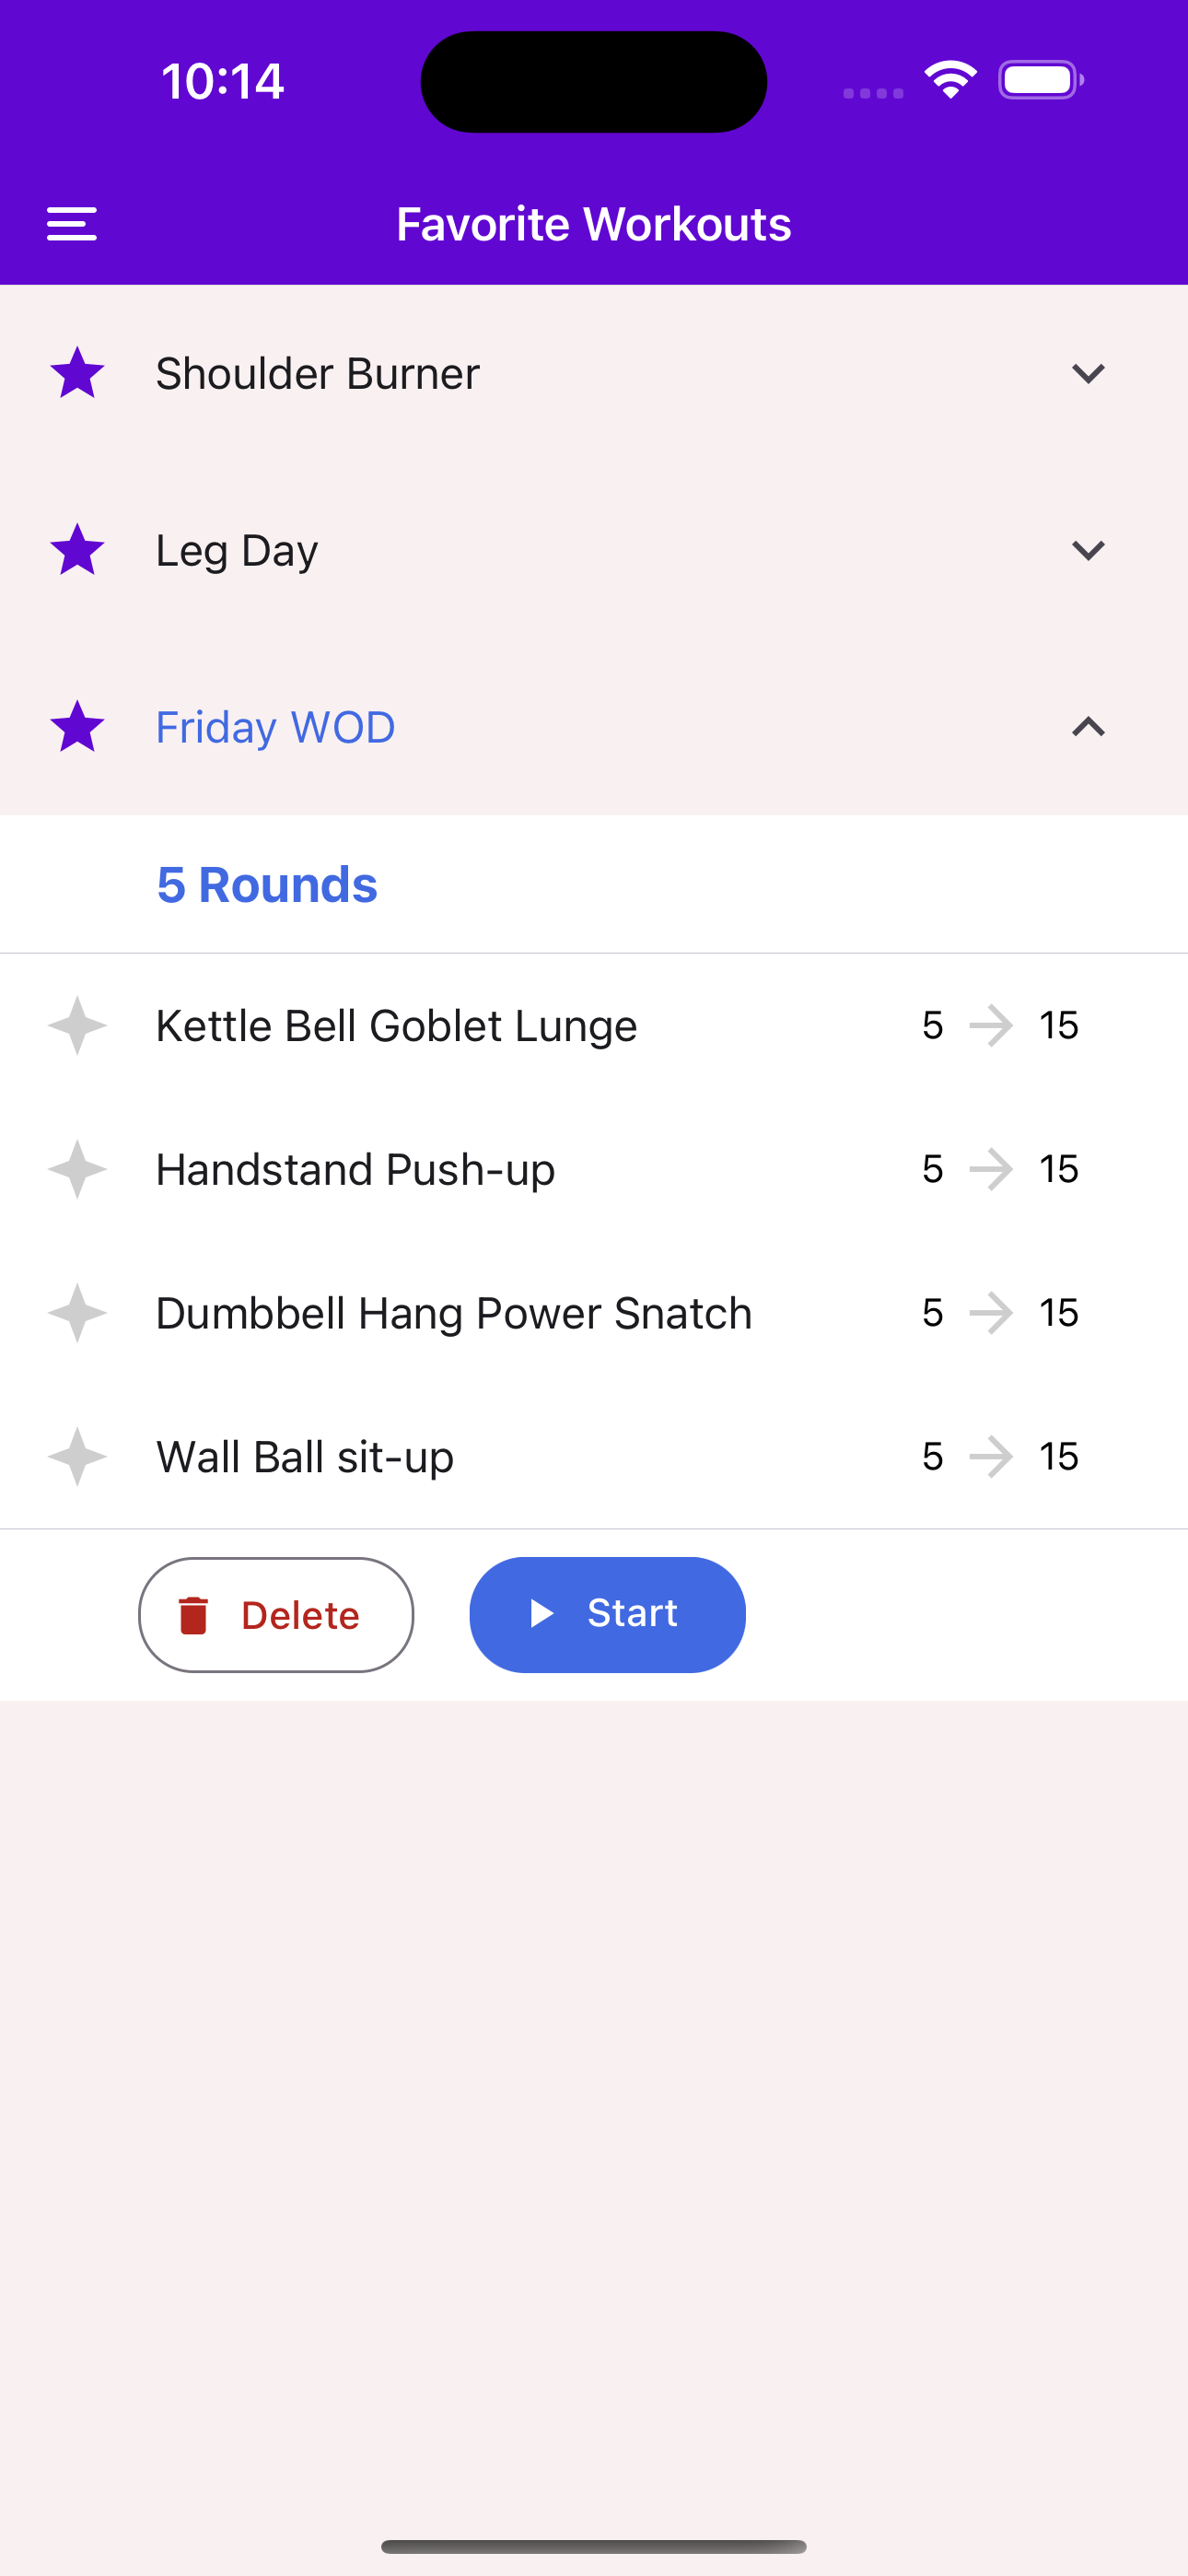 10:14
Favorite Workouts
Shoulder Burner
Leg Day
Friday WOD
5 Rounds
Kettle Bell Goblet Lunge 5 → 15
Handstand Push-up 5 → 15
Dumbbell Hang Power Snatch 5 → 15
Wall Ball sit-up 5 → 15
Delete Start